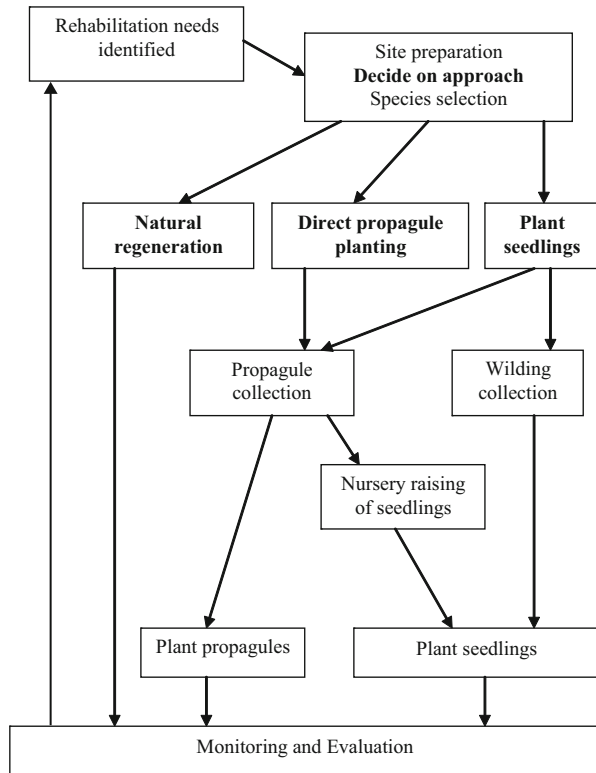 Rehabilitation needs
identified
Site preparation
Decide on approach
Species selection
Natural
regeneration
Direct propagule
planting
Plant
seedlings
Propagule
collection
Wilding
collection
Nursery raising
of seedlings
Plant propagules
Plant seedlings
Monitoring and Evaluation